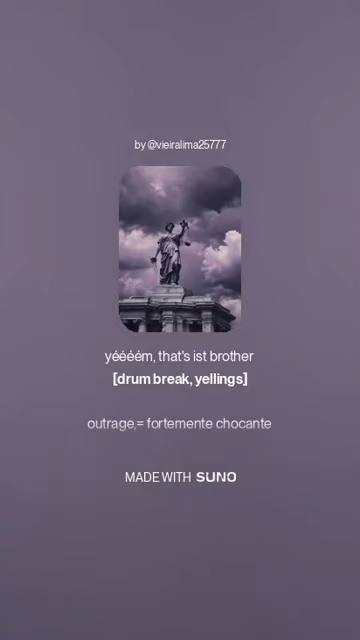 by @vieiralima25777
yéééém, that's ist brother
[drum break, yellings]
outrage,= fortemente chocante
MADE WITH SUNO